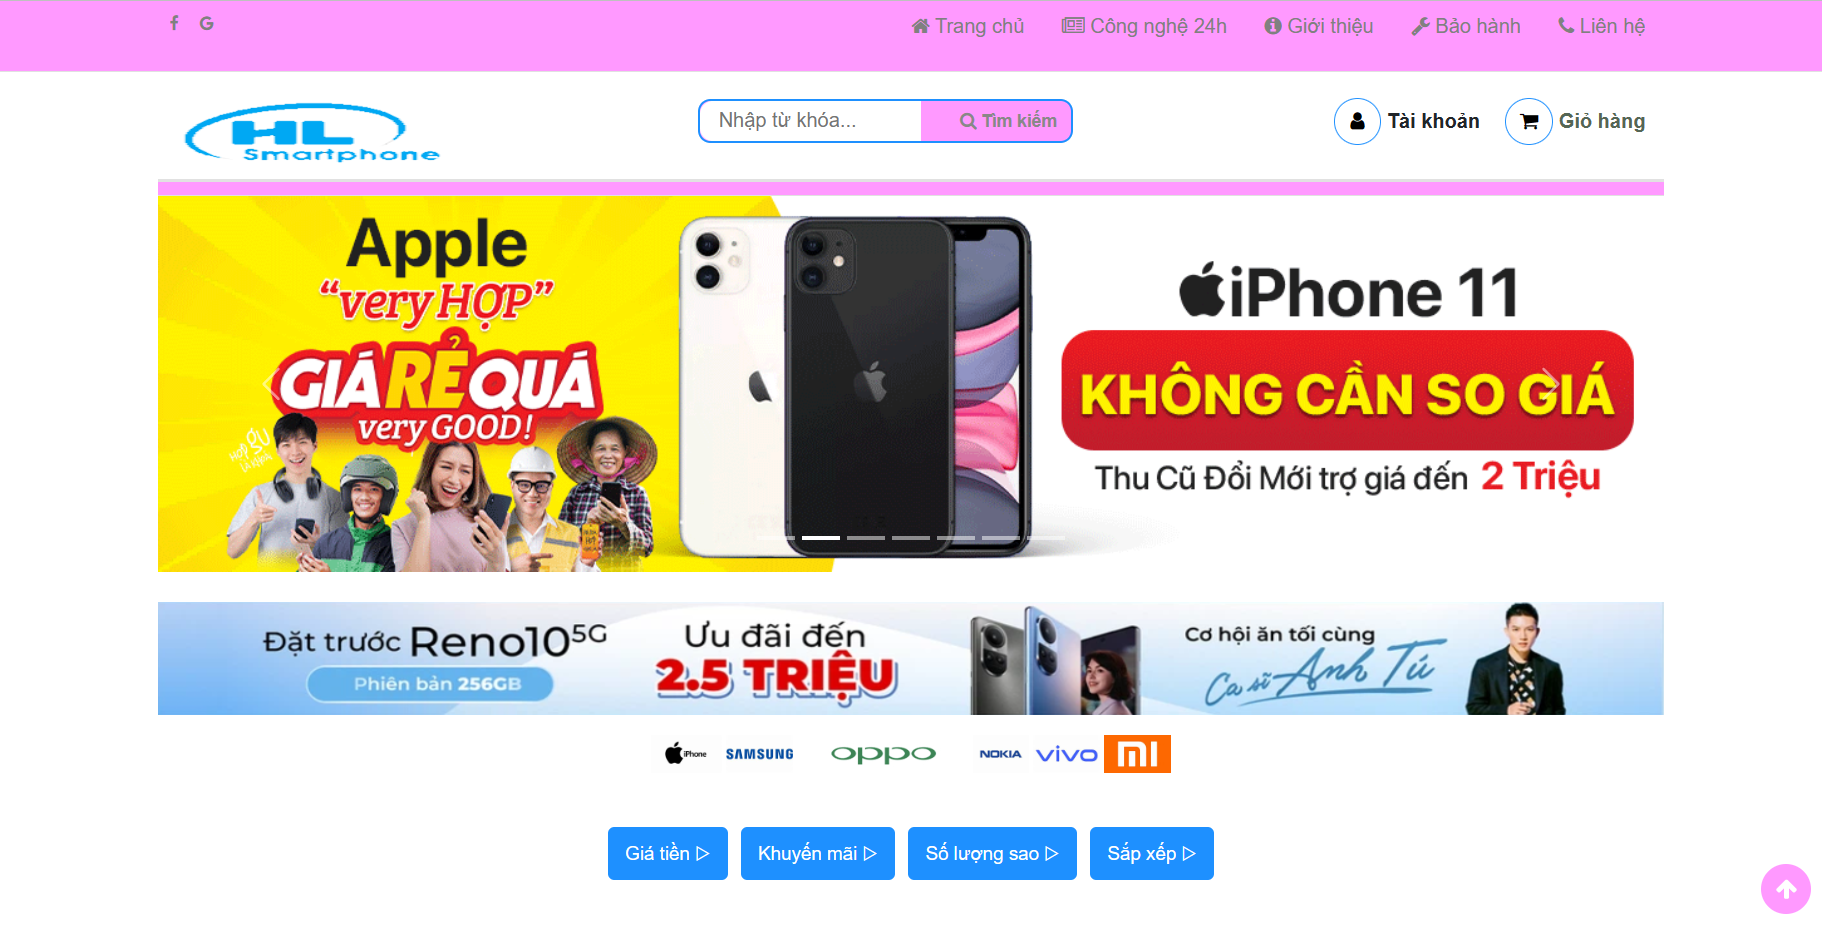 Trang chủ
Công nghệ 24h
Giới thiệu
Bảo hành
Liên hệ
HL
Smartphone
Nhập từ khóa...
Tìm kiếm
Tài khoản
Giỏ hàng
Apple
“very HỢP”
GIÁ RẺ QUÁ
very GOOD!
iPhone 11
KHÔNG CẦN SO GIÁ
Thu Cũ Đổi Mới trợ giá đến 2 Triệu
Đặt trước Reno10 5G
Phiên bản 256GB
Ưu đãi đến
2.5 TRIỆU
Cơ hội ăn tối cùng
Ca sĩ Anh Tú
iPhone
SAMSUNG
oppo
NOKIA
vivo
MI
Giá tiền ▷
Khuyến mãi ▷
Số lượng sao ▷
Sắp xếp ▷